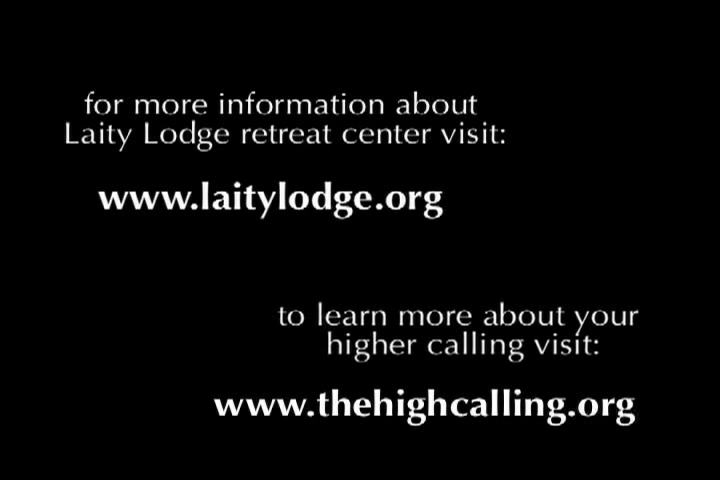 for more information about
Laity Lodge retreat center visit:
www.laitylodge.org
to learn more about your
higher calling visit:
www.thehighcalling.org